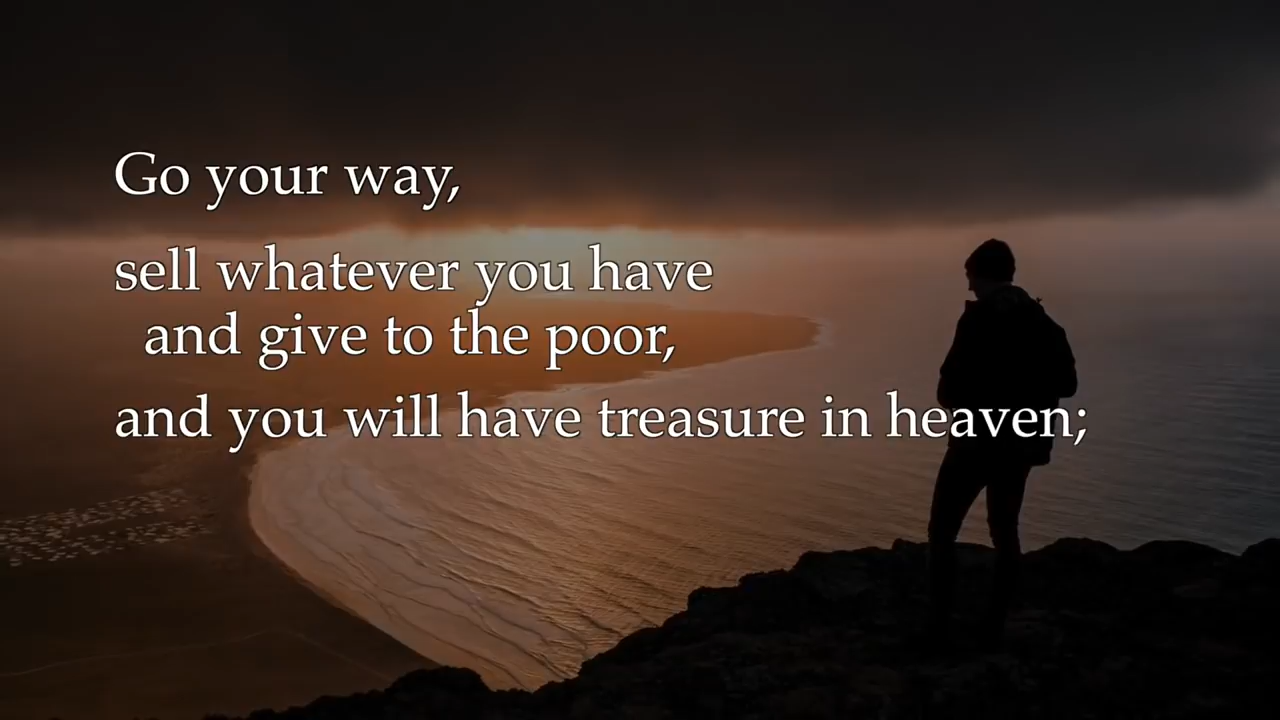 Go your way,
sell whatever you have
and give to the poor,
and you will have treasure in heaven;